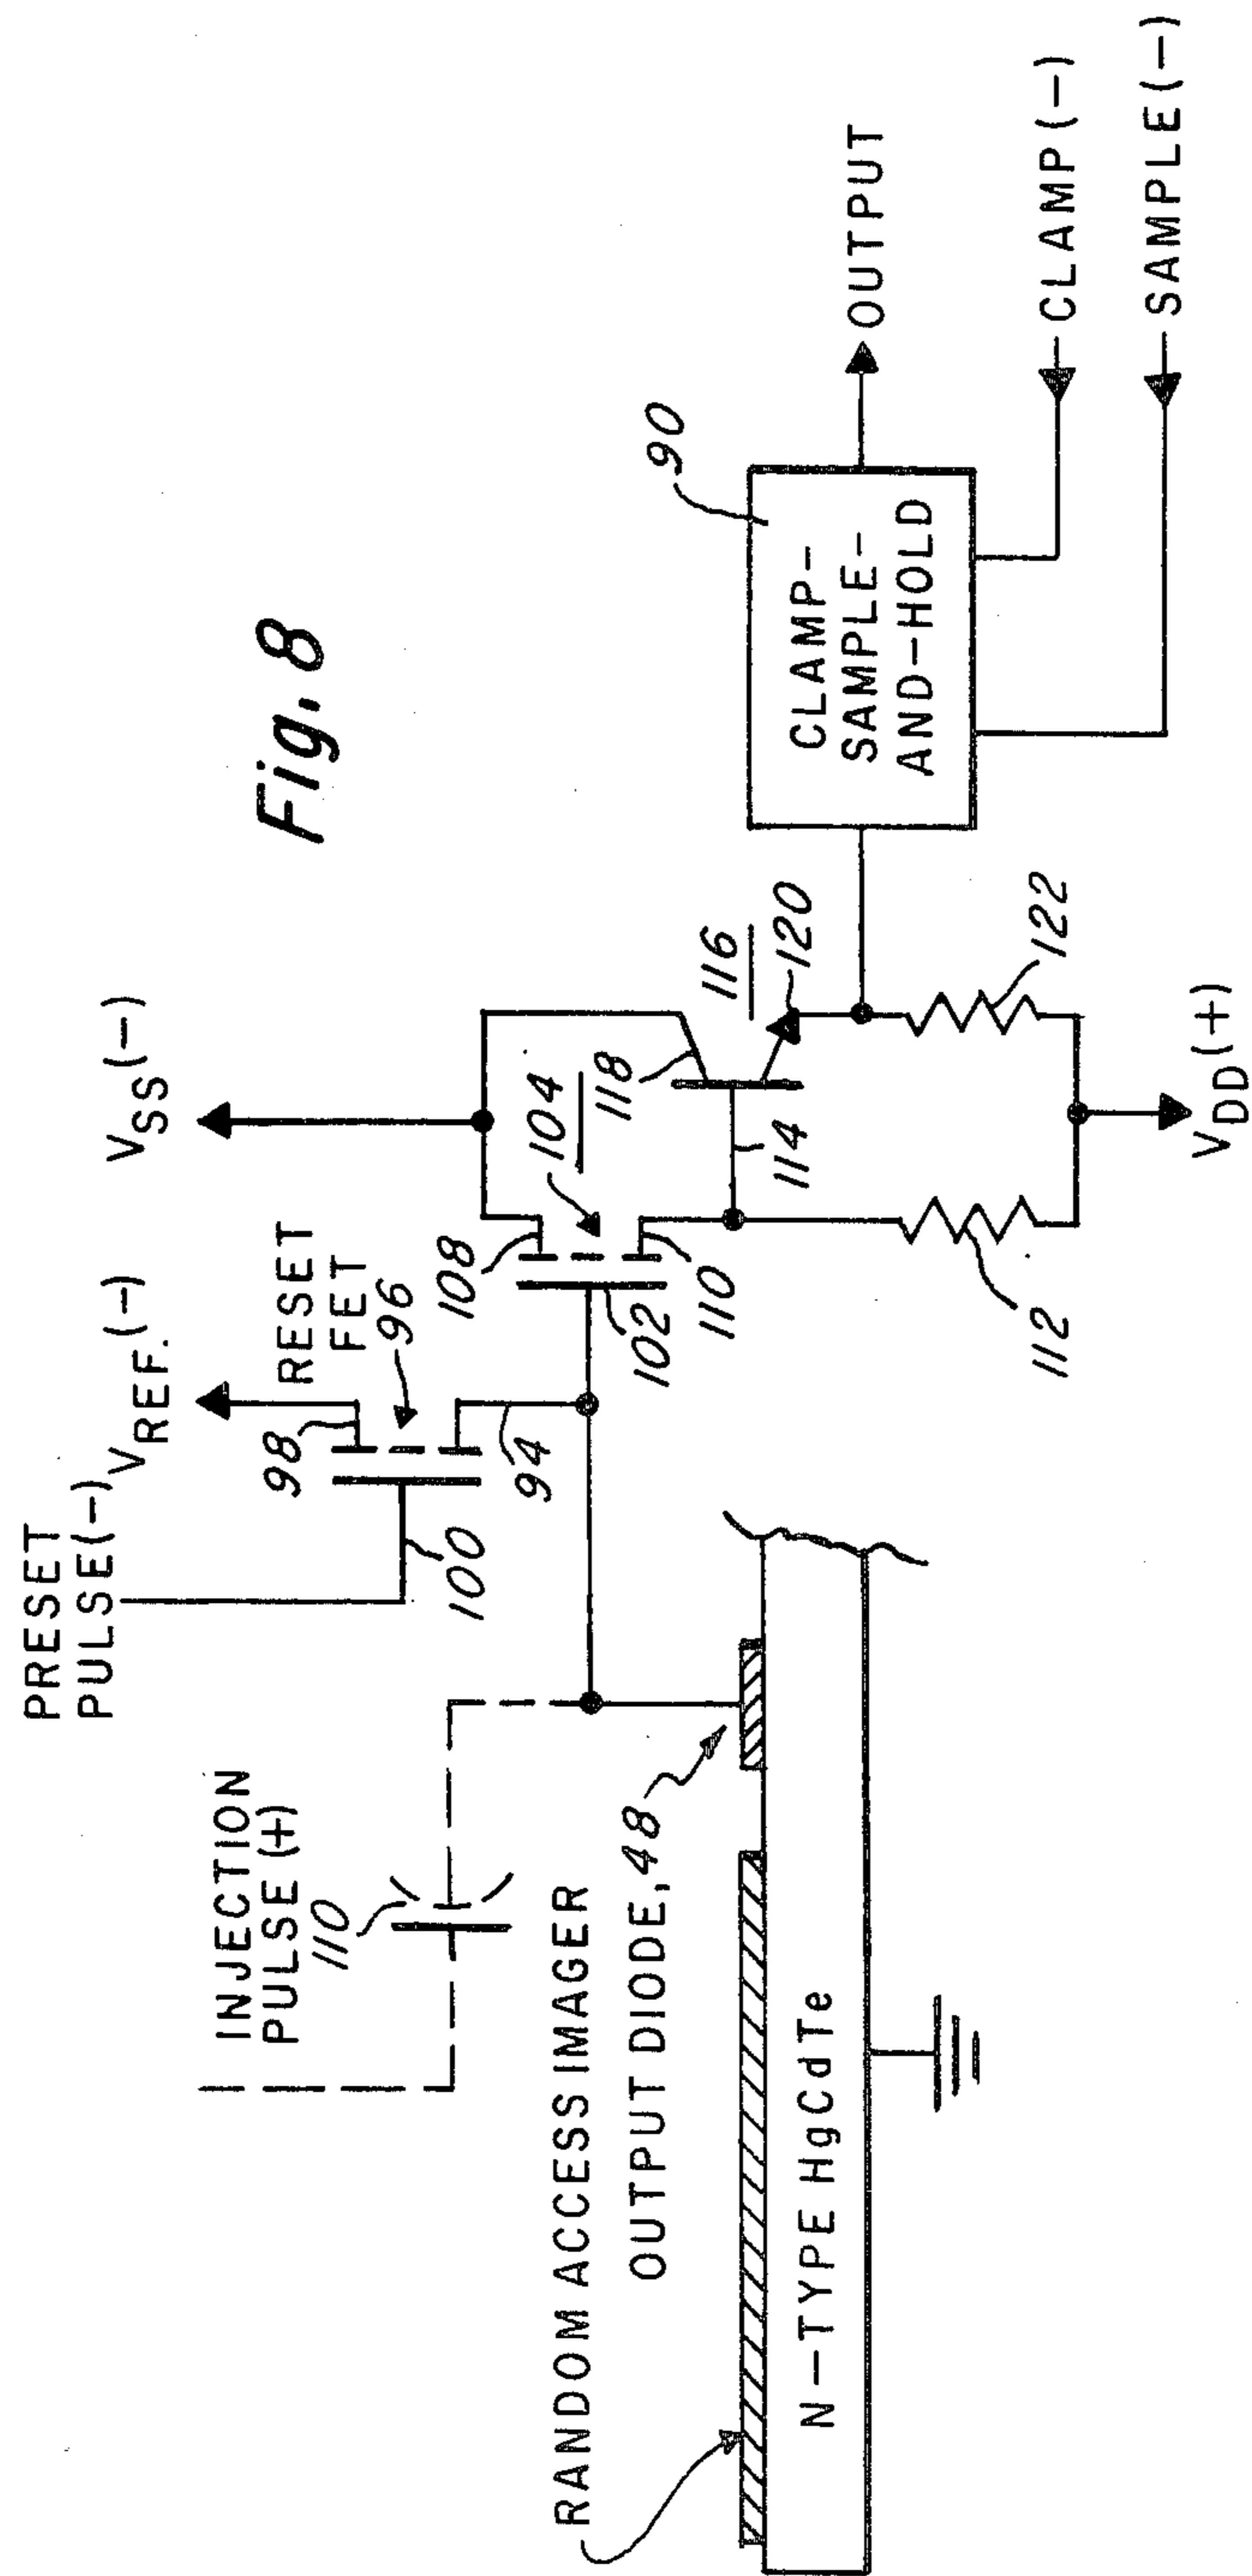 Fig. 8
PRESET
PULSE(-)
VREF.(-)
VSS(-)
RESET
FET
96
98
94
100
INJECTION
PULSE (+)
110
104
108
102
110
118
114
116
120
112
122
VDD(+)
90
CLAMP-
SAMPLE-
AND-HOLD
OUTPUT
CLAMP(-)
SAMPLE(-)
RANDOM ACCESS IMAGER
OUTPUT DIODE, 48
N-TYPE HgCdTe